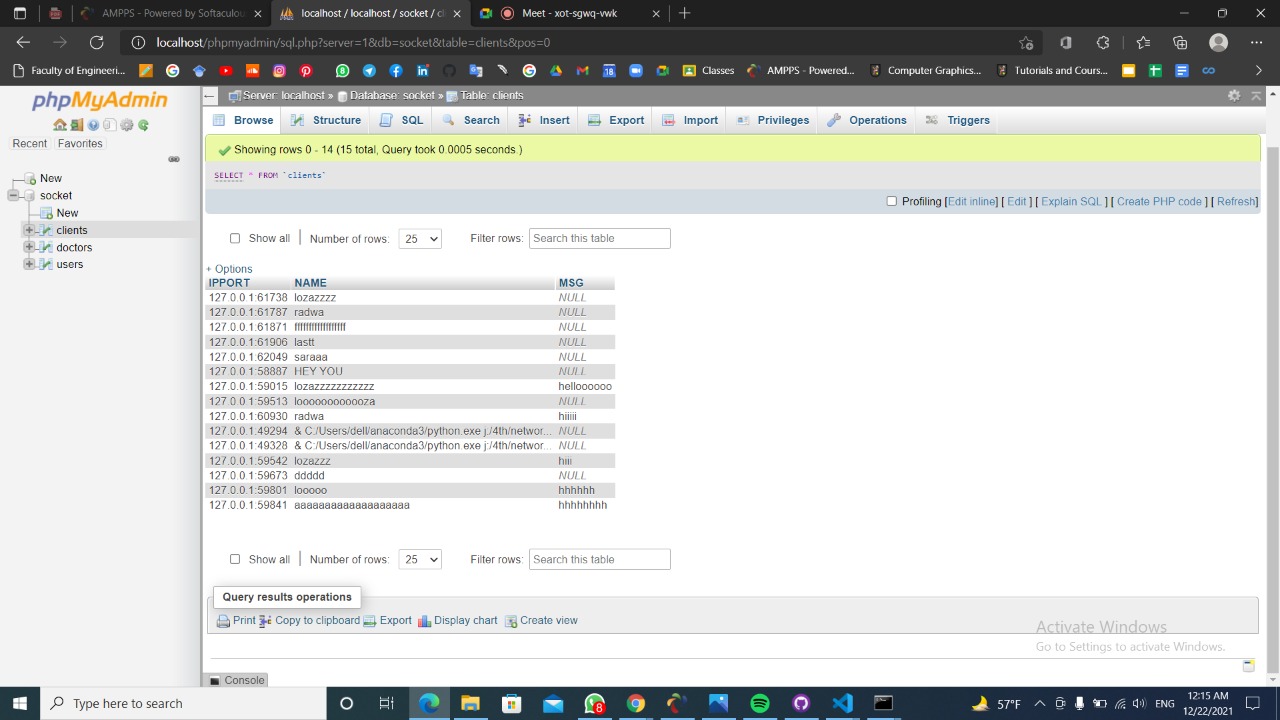 AMPPS - Powered by Softaculou
localhost / localhost / socket / cl
Meet - xot-sgwq-vwk
localhost/phpmyadmin/sql.php?server=1&db=socket&table=clients&pos=0
Faculty of Engineeri...
Classes
AMPPS - Powered...
Computer Graphics...
Tutorials and Cours...
phpMyAdmin
Recent Favorites
New
socket
New
clients
doctors
users
Server: localhost » Database: socket » Table: clients
Browse Structure SQL Search Insert Export Import Privileges Operations Triggers
Showing rows 0 - 14 (15 total, Query took 0.0005 seconds.)
SELECT * FROM `clients`
Profiling [Edit inline] [ Edit ] [ Explain SQL ] [ Create PHP code ] [ Refresh]
Show all | Number of rows: 25 Filter rows: Search this table
+ Options
IPPORT NAME MSG
127.0.0.1:61738 lozazzzz NULL
127.0.0.1:61787 radwa NULL
127.0.0.1:61871 NULL
127.0.0.1:61906 lastt NULL
127.0.0.1:62049 saraaa NULL
127.0.0.1:58887 HEY YOU NULL
127.0.0.1:59015 lozazzzzzzzzzzz helloooooo
127.0.0.1:59513 looooooooooooza NULL
127.0.0.1:60930 radwa hiiiii
127.0.0.1:49294 & C:/Users/dell/anaconda3/python.exe j:/4th/networ... NULL
127.0.0.1:49328 & C:/Users/dell/anaconda3/python.exe j:/4th/networ... NULL
127.0.0.1:59542 lozazzz hiii
127.0.0.1:59673 ddddd NULL
127.0.0.1:59801 looooo hhhhhh
127.0.0.1:59841 aaaaaaaaaaaaaaaaaaa hhhhhhhh
Show all | Number of rows: 25 Filter rows: Search this table
Query results operations
Print Copy to clipboard Export Display chart Create view
Activate Windows
Go to Settings to activate Windows.
Console
Type here to search
8
57°F
ENG
12:15 AM
12/22/2021